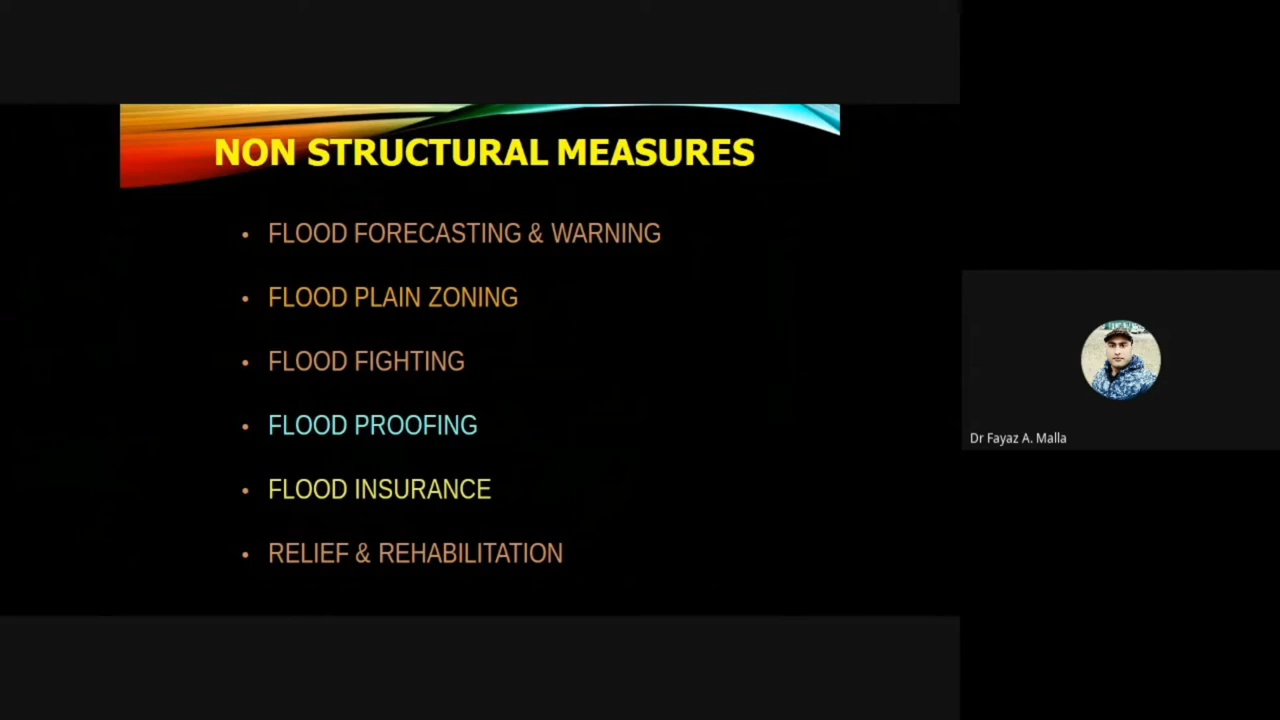 NON STRUCTURAL MEASURES
• FLOOD FORECASTING & WARNING
• FLOOD PLAIN ZONING
• FLOOD FIGHTING
• FLOOD PROOFING
• FLOOD INSURANCE
• RELIEF & REHABILITATION
Dr Fayaz A. Malla